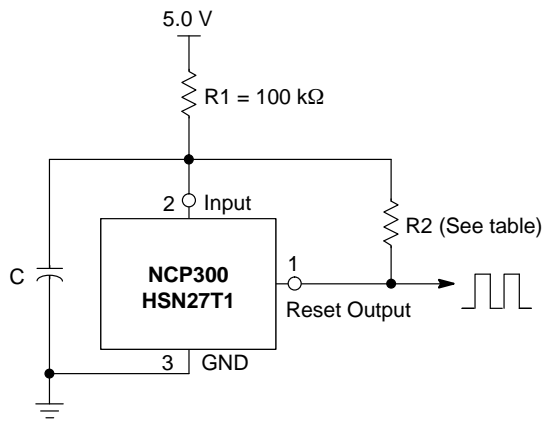 5.0 V
R1 = 100 kΩ
2
Input
R2 (See table)
NCP300
HSN27T1
1
C
Reset Output
3
GND